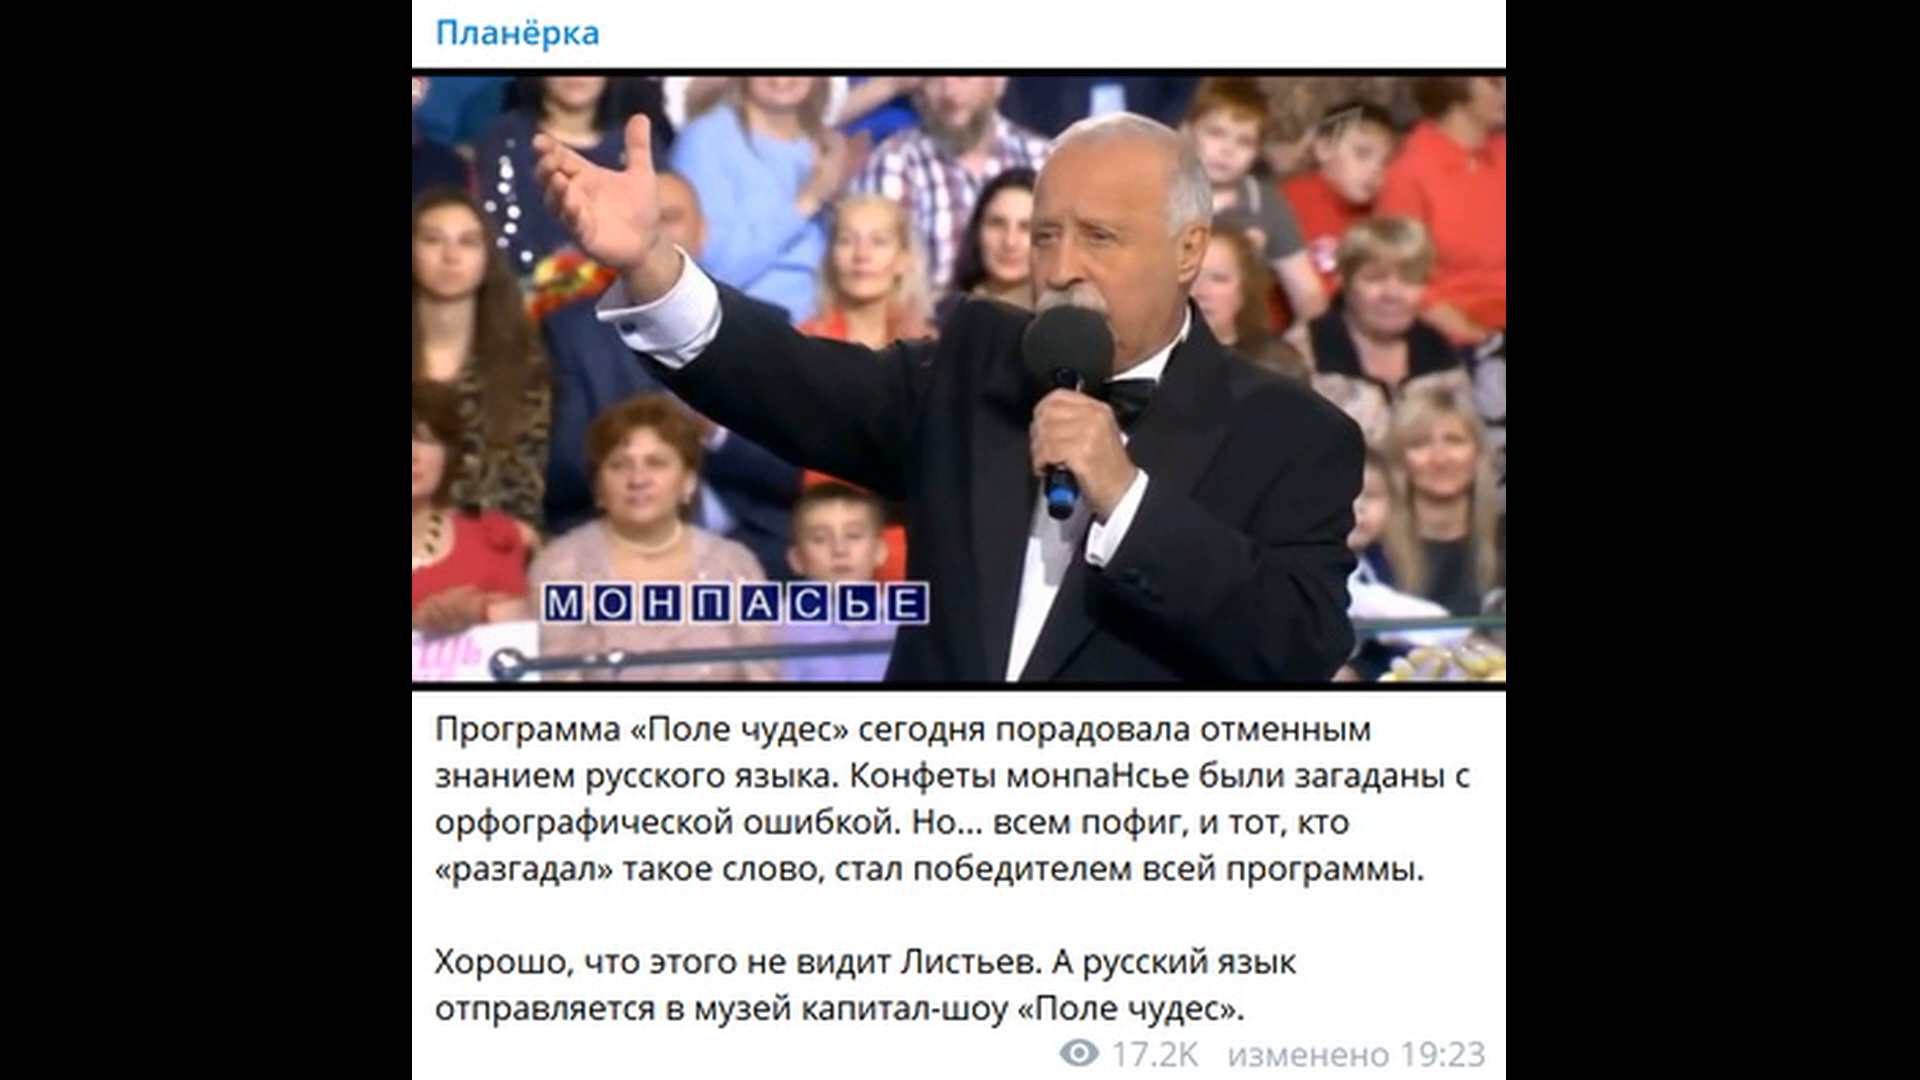 Планёрка
МОНПАСЬЕ
Программа «Поле чудес» сегодня порадовала отменным
знанием русского языка. Конфеты монпаНсье были загаданы с
орфографической ошибкой. Но... всем пофиг, и тот, кто
«разгадал» такое слово, стал победителем всей программы.
Хорошо, что этого не видит Листьев. А русский язык
отправляется в музей капитал-шоу «Поле чудес».
17.2K изменено 19:23